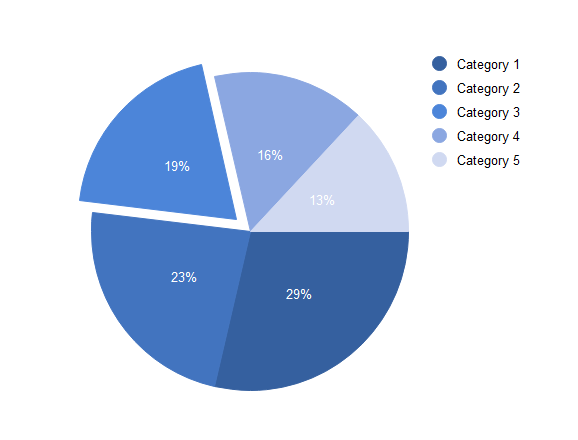 Category 1
Category 2
Category 3
Category 4
Category 5
19%
16%
13%
23%
29%